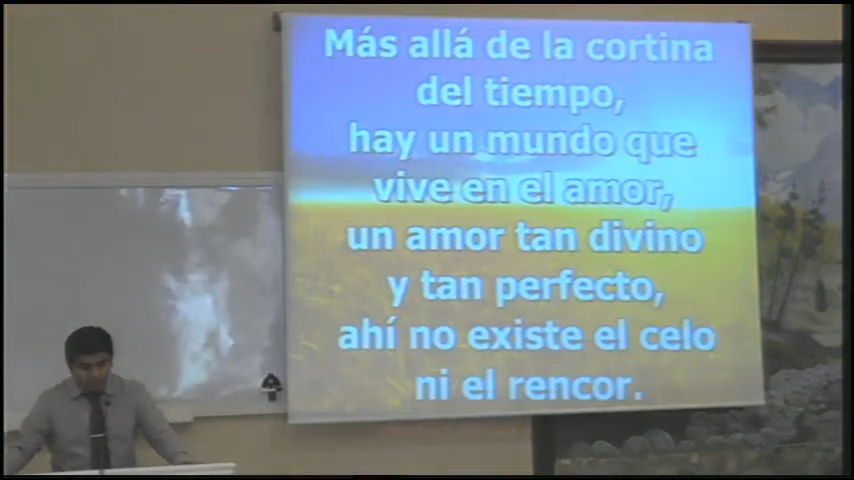 Más allá de la cortina
del tiempo,
hay un mundo que
vive en el amor,
un amor tan divino
y tan perfecto,
ahí no existe el celo
ni el rencor.